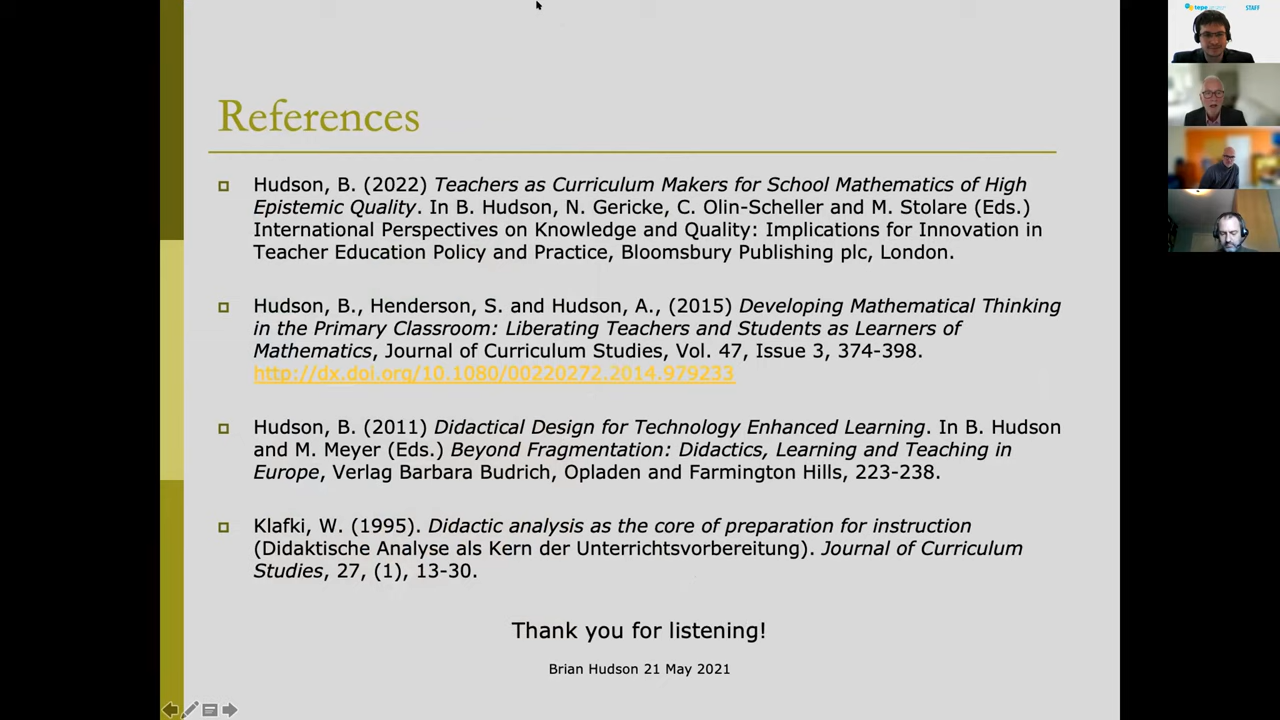 References
Hudson, B. (2022) Teachers as Curriculum Makers for School Mathematics of High
Epistemic Quality. In B. Hudson, N. Gericke, C. Olin-Scheller and M. Stolare (Eds.)
International Perspectives on Knowledge and Quality: Implications for Innovation in
Teacher Education Policy and Practice, Bloomsbury Publishing plc, London.
Hudson, B., Henderson, S. and Hudson, A., (2015) Developing Mathematical Thinking
in the Primary Classroom: Liberating Teachers and Students as Learners of
Mathematics, Journal of Curriculum Studies, Vol. 47, Issue 3, 374-398.
http://dx.doi.org/10.1080/00220272.2014.979233
Hudson, B. (2011) Didactical Design for Technology Enhanced Learning. In B. Hudson
and M. Meyer (Eds.) Beyond Fragmentation: Didactics, Learning and Teaching in
Europe, Verlag Barbara Budrich, Opladen and Farmington Hills, 223-238.
Klafki, W. (1995). Didactic analysis as the core of preparation for instruction
(Didaktische Analyse als Kern der Unterrichtsvorbereitung). Journal of Curriculum
Studies, 27, (1), 13-30.
Thank you for listening!
Brian Hudson 21 May 2021
tepe
STAFF